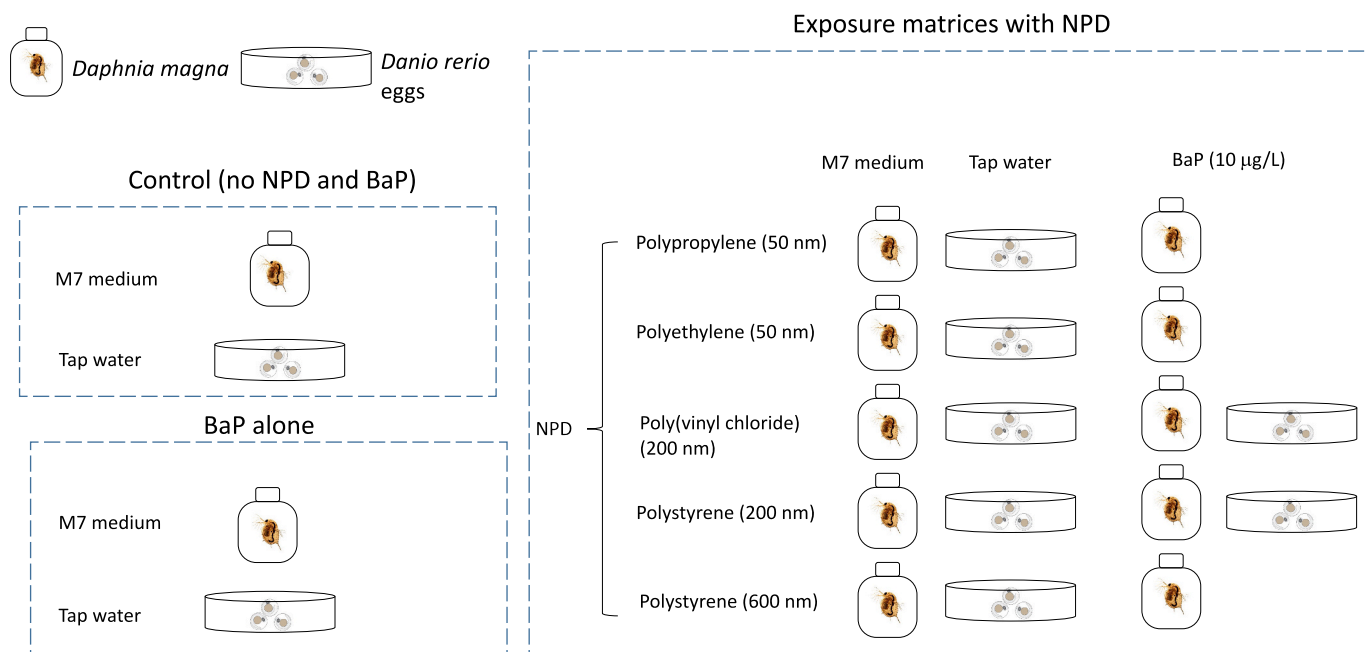 Daphnia magna
Danio rerio
eggs
Control (no NPD and BaP)
M7 medium
Tap water
BaP alone
M7 medium
Tap water
Exposure matrices with NPD
M7 medium
Tap water
BaP (10 µg/L)
NPD
Polypropylene (50 nm)
Polyethylene (50 nm)
Poly(vinyl chloride)
(200 nm)
Polystyrene (200 nm)
Polystyrene (600 nm)